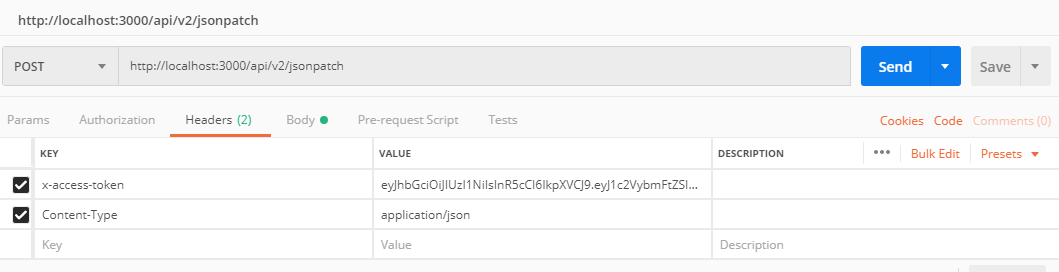 http://localhost:3000/api/v2/jsonpatch
POST http://localhost:3000/api/v2/jsonpatch Send Save
Params Authorization Headers (2) Body Pre-request Script Tests Cookies Code Comments (0)
KEY VALUE DESCRIPTION ••• Bulk Edit Presets
x-access-token eyJhbGciOiJIUzI1NiIsInR5cCI6IkpXVCJ9.eyJ1c2VybmFtZSI...
Content-Type application/json
Key Value Description